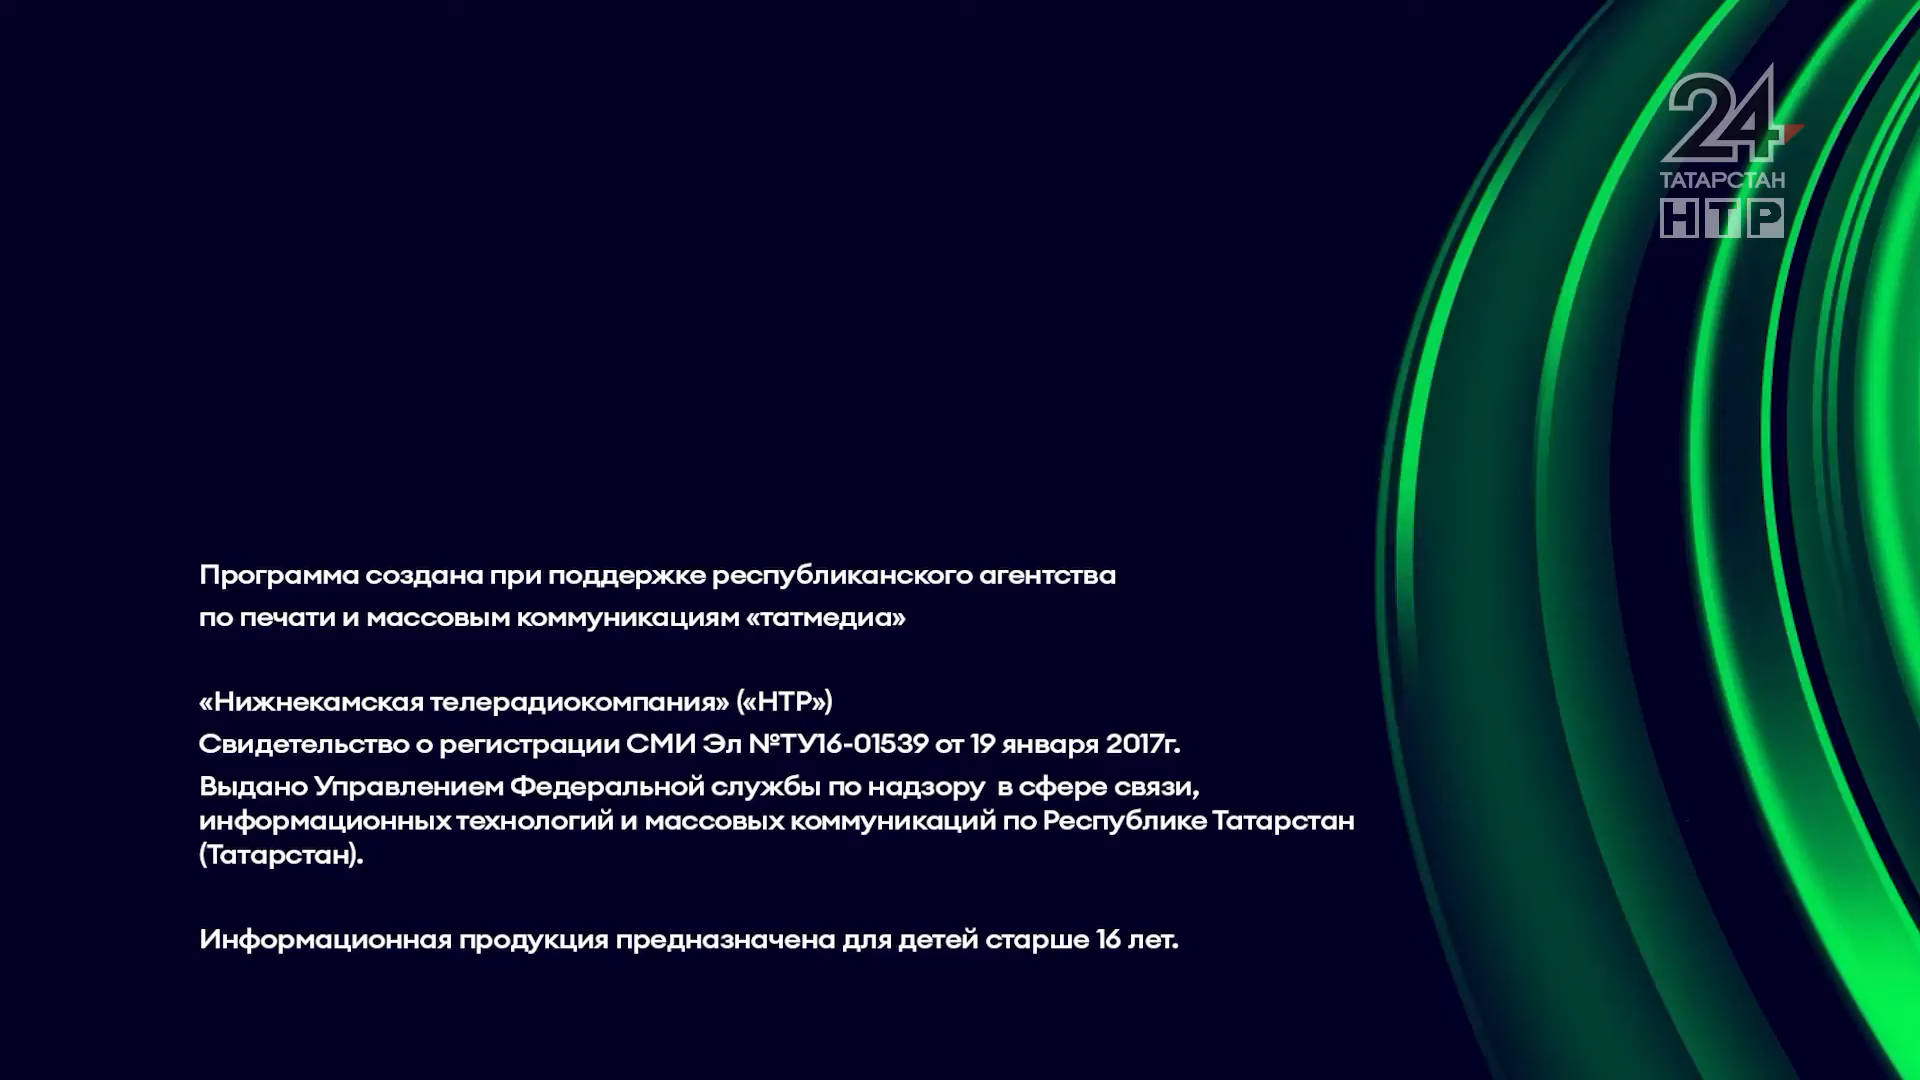 24
ТАТАРСТАН
НТР
Программа создана при поддержке республиканского агентства
по печати и массовым коммуникациям «татмедиа»
«Нижнекамская телерадиокомпания» («НТР»)
Свидетельство о регистрации СМИ Эл №ТУ16-01539 от 19 января 2017г.
Выдано Управлением Федеральной службы по надзору в сфере связи,
информационных технологий и массовых коммуникаций по Республике Татарстан
(Татарстан).
Информационная продукция предназначена для детей старше 16 лет.